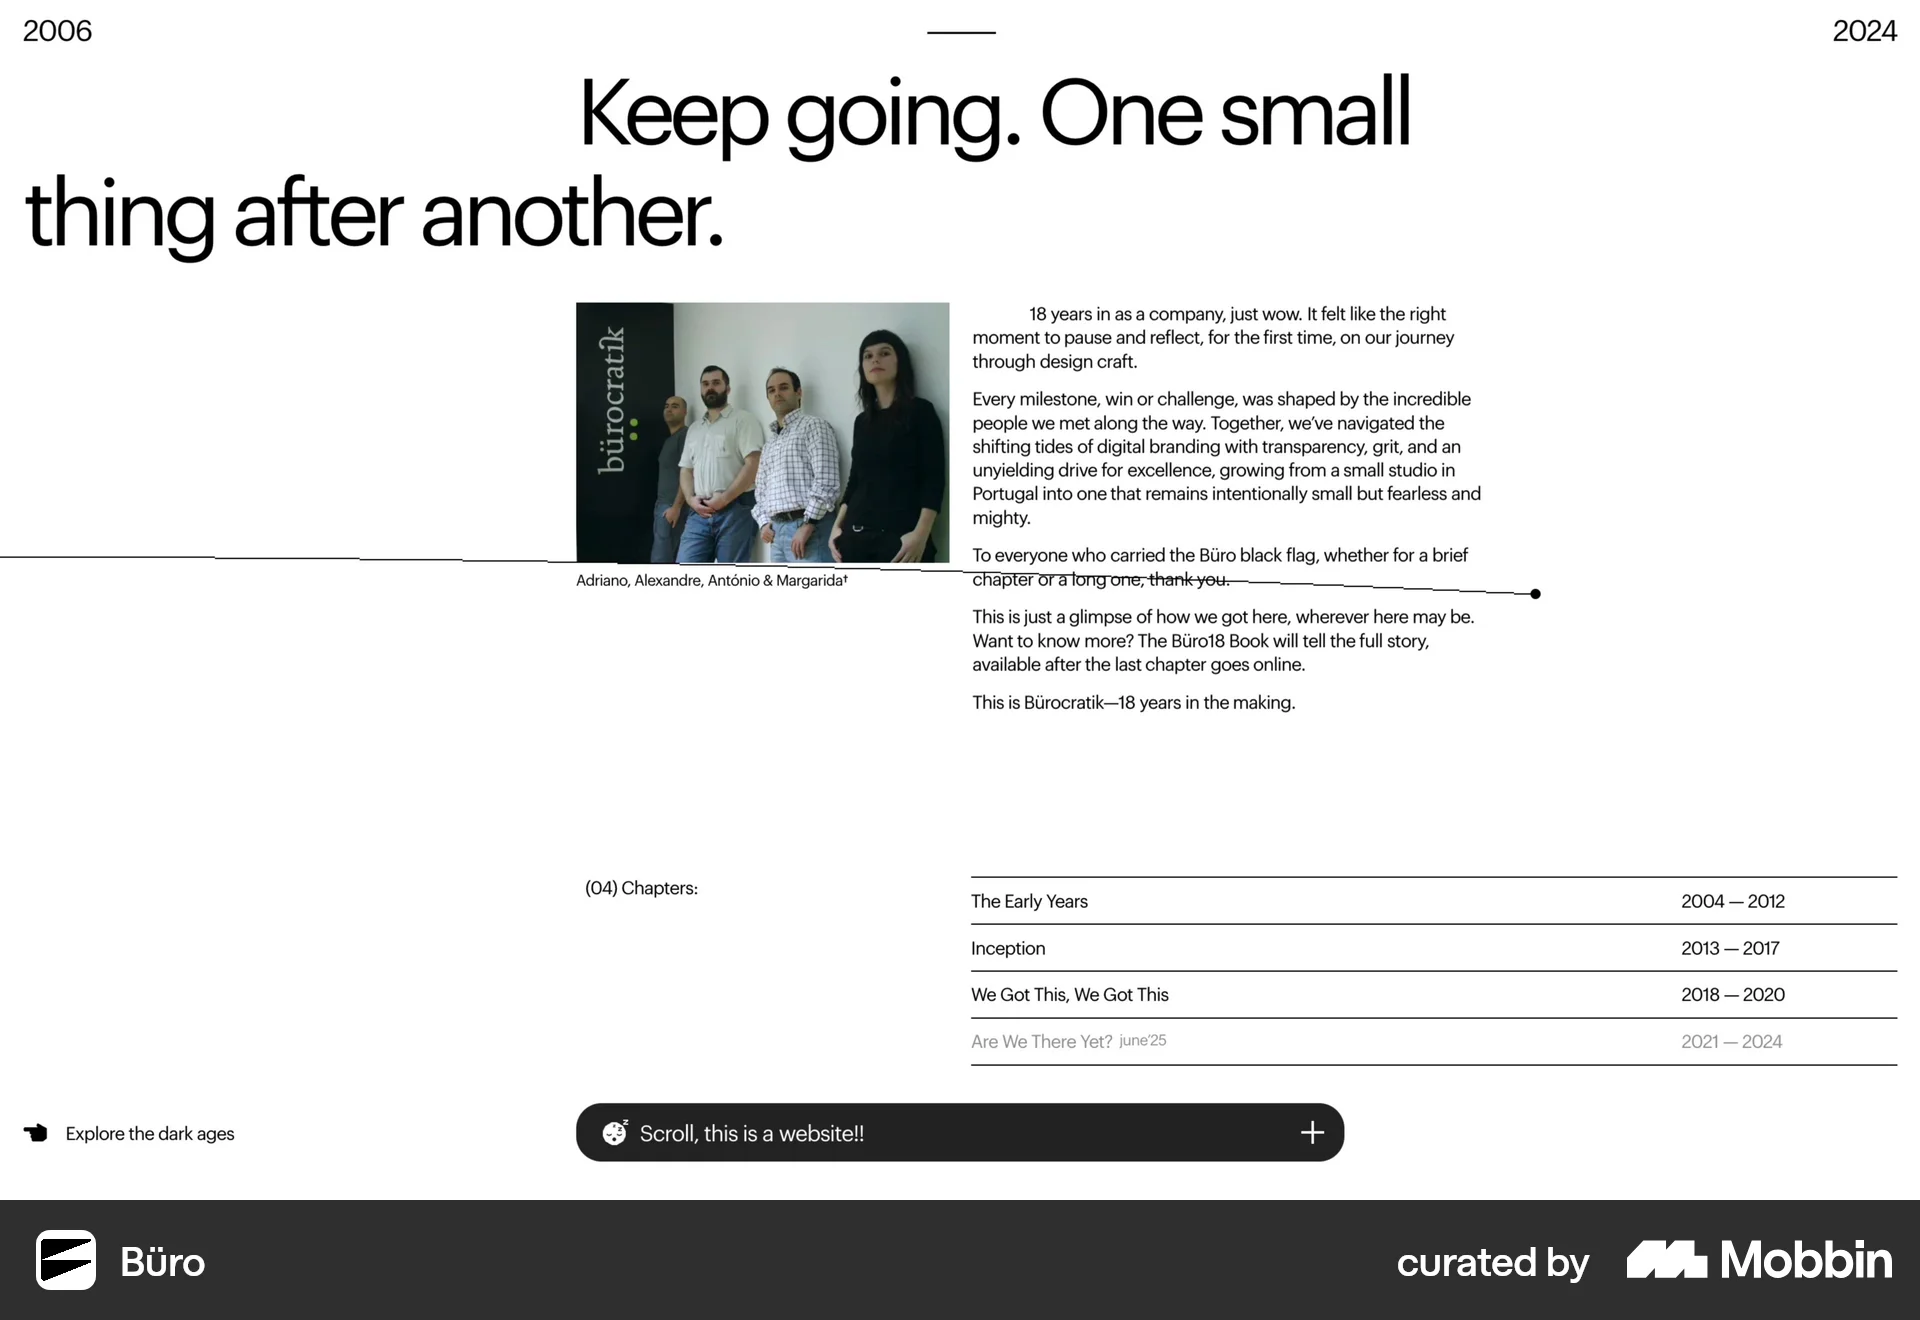 2006
2024
Keep going. One small
thing after another.
bürocratik
18 years in as a company, just wow. It felt like the right
moment to pause and reflect, for the first time, on our journey
through design craft.
Every milestone, win or challenge, was shaped by the incredible
people we met along the way. Together, we’ve navigated the
shifting tides of digital branding with transparency, grit, and an
unyielding drive for excellence, growing from a small studio in
Portugal into one that remains intentionally small but fearless and
mighty.
To everyone who carried the Büro black flag, whether for a brief
chapter or a long one, thank you.
This is just a glimpse of how we got here, wherever here may be.
Want to know more? The Büro18 Book will tell the full story,
available after the last chapter goes online.
This is Bürocratik—18 years in the making.
Adriano, Alexandre, António & Margarida†
(04) Chapters:
The Early Years 2004 — 2012
Inception 2013 — 2017
We Got This, We Got This 2018 — 2020
Are We There Yet? june’25 2021 — 2024
Explore the dark ages
Scroll, this is a website!!
Büro
curated by Mobbin